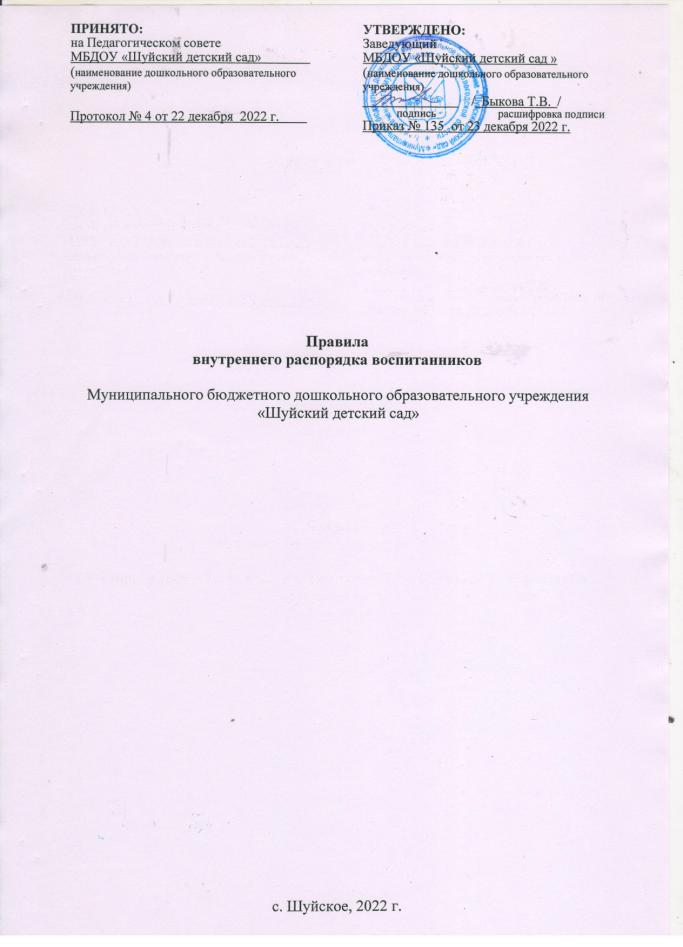 ПРИНЯТО:
на Педагогическом совете
МБДОУ «Шуйский детский сад»
(наименование дошкольного образовательного
учреждения)
Протокол № 4 от 22 декабря 2022 г.
УТВЕРЖДЕНО:
Заведующий
МБДОУ «Шуйский детский сад »
(наименование дошкольного образовательного
учреждения)
/ Быкова Т.В. /
подпись расшифровка подписи
Приказ № 135 от 23 декабря 2022 г.
Правила
внутреннего распорядка воспитанников
Муниципального бюджетного дошкольного образовательного учреждения
«Шуйский детский сад»
с. Шуйское, 2022 г.